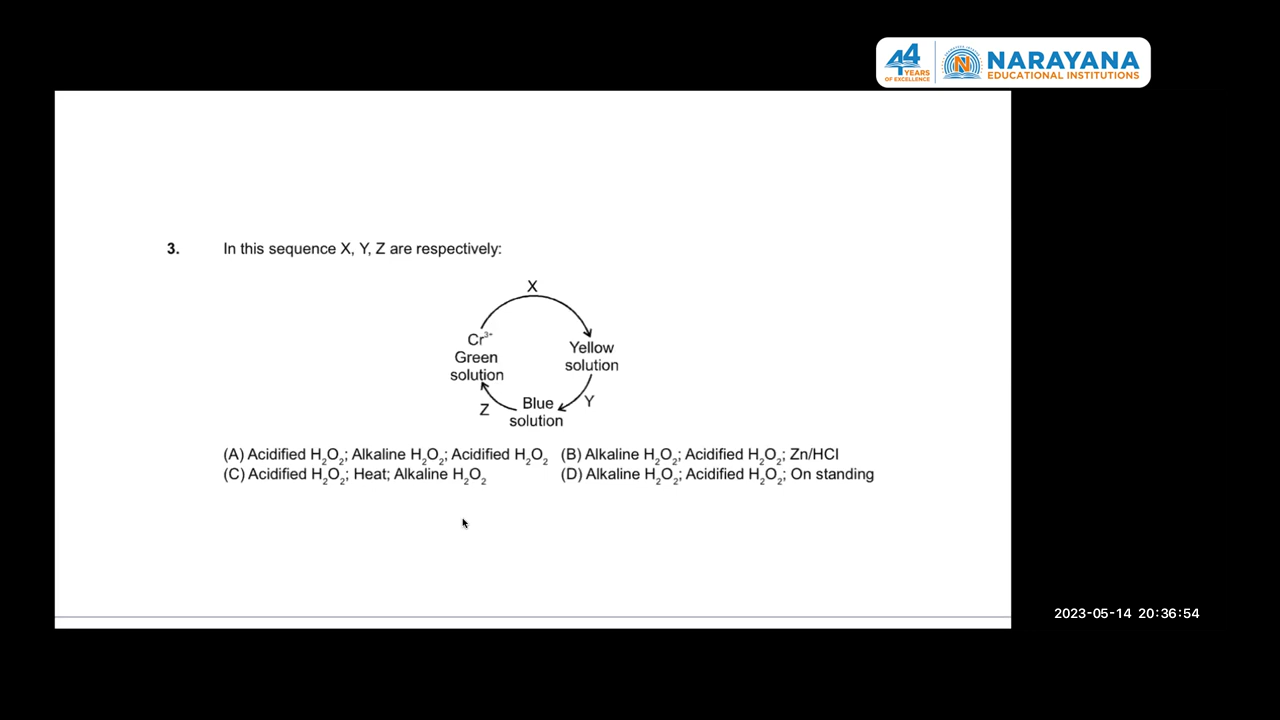 44 YEARS OF EXCELLENCE
NARAYANA
EDUCATIONAL INSTITUTIONS
3. In this sequence X, Y, Z are respectively:
X
Cr³⁺
Green
solution
Yellow
solution
Z
Blue
solution
Y
(A) Acidified H₂O₂; Alkaline H₂O₂; Acidified H₂O₂ (B) Alkaline H₂O₂; Acidified H₂O₂; Zn/HCl
(C) Acidified H₂O₂; Heat; Alkaline H₂O₂ (D) Alkaline H₂O₂; Acidified H₂O₂; On standing
2023-05-14 20:36:54